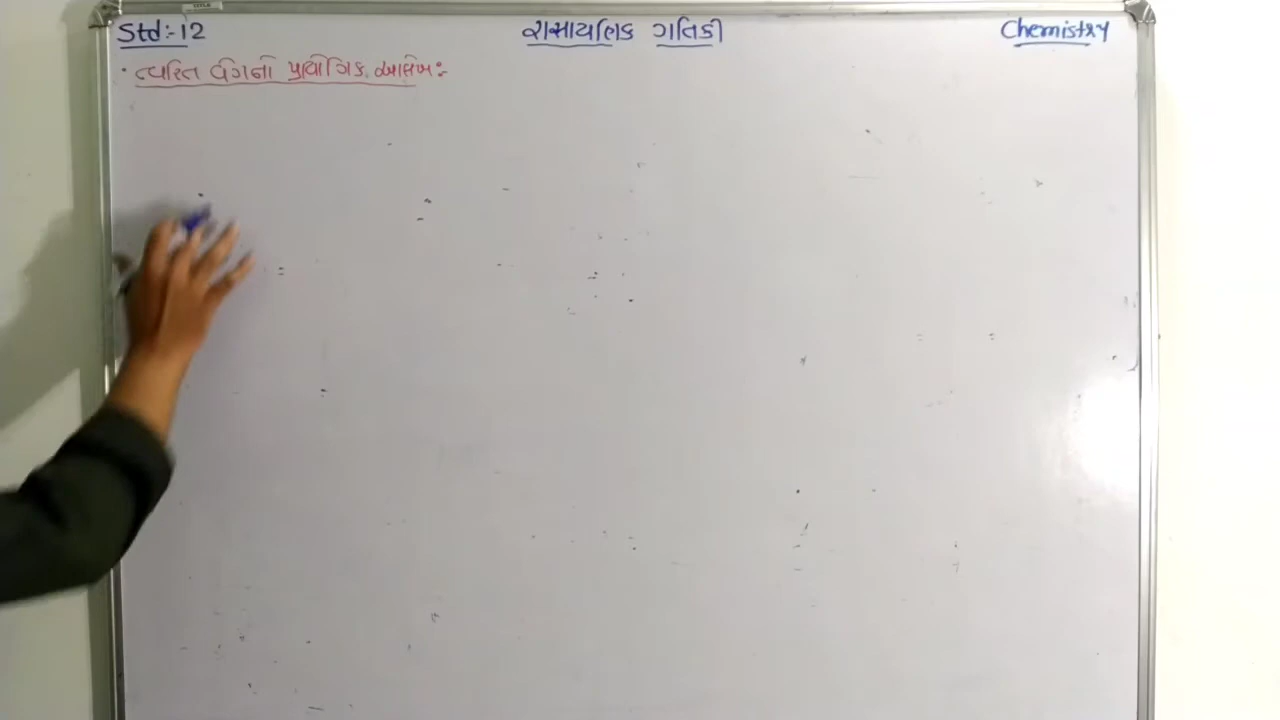 Std:-12 રાસાયણિક ગતિકી Chemistry
• ત્વરિત વેગનો પ્રાયોગિક આલેખ :-